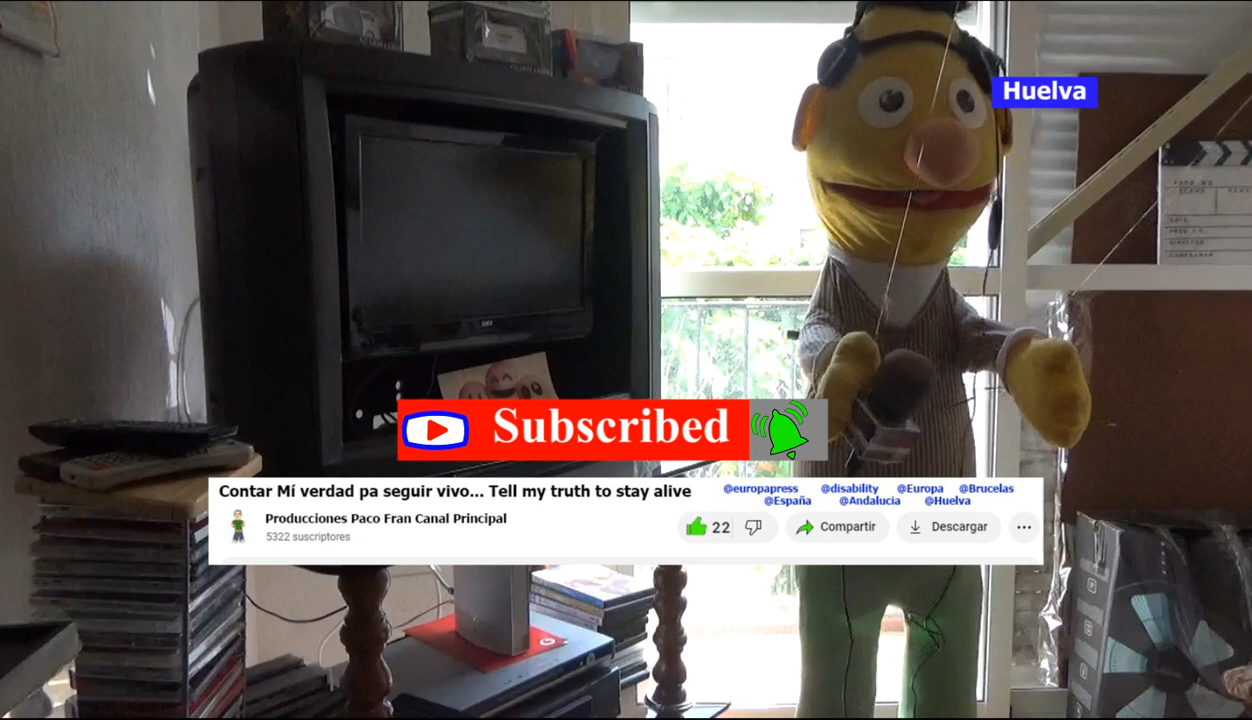 Huelva
Subscribed
Contar Mí verdad pa seguir vivo... Tell my truth to stay alive
@europapress @disability @Europa @Brucelas
@España @Andalucia @Huelva
Producciones Paco Fran Canal Principal
5322 suscriptores
22
Compartir
Descargar
...